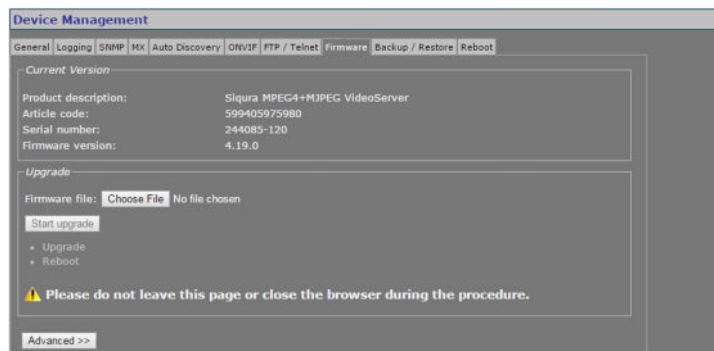 Device Management
General Logging SNMP MX Auto Discovery ONVIF FTP / Telnet Firmware Backup / Restore Reboot
Current Version
Product description: Siqura MPEG4+MJPEG VideoServer
Article code: 599405975980
Serial number: 244085-120
Firmware version: 4.19.0
Upgrade
Firmware file: Choose File No file chosen
Start upgrade
• Upgrade
• Reboot
Please do not leave this page or close the browser during the procedure.
Advanced >>